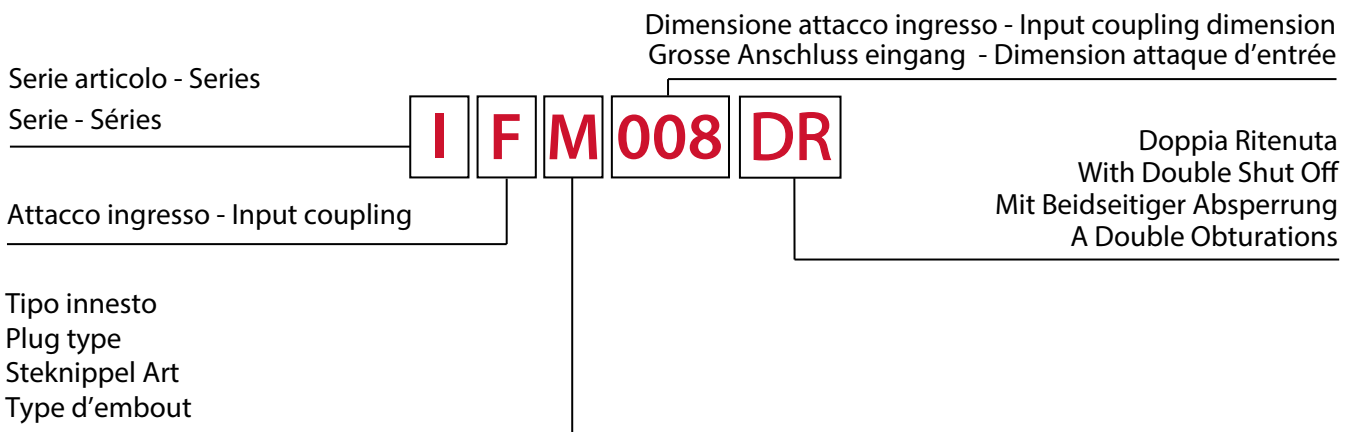 Dimensione attacco ingresso - Input coupling dimension
Grosse Anschluss eingang - Dimension attaque d'entrée
Serie articolo - Series
Serie - Séries
I F M 008 DR
Doppia Ritenuta
With Double Shut Off
Mit Beidseitiger Absperrung
A Double Obturations
Attacco ingresso - Input coupling
Tipo innesto
Plug type
Steknippel Art
Type d'embout